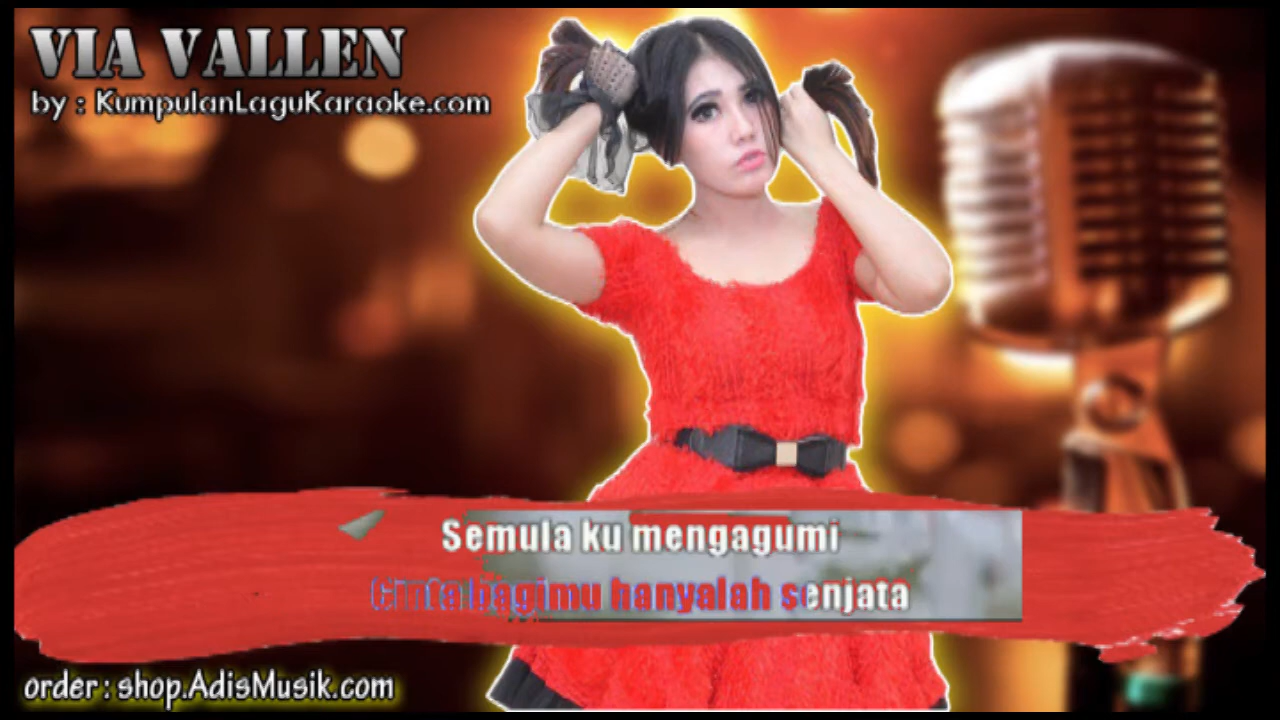 VIA VALLEN
by : KumpulanLaguKaraoke.com
Semula ku mengagumi
Cinta bagimu hanyalah senjata
order : shop.AdisMusik.com